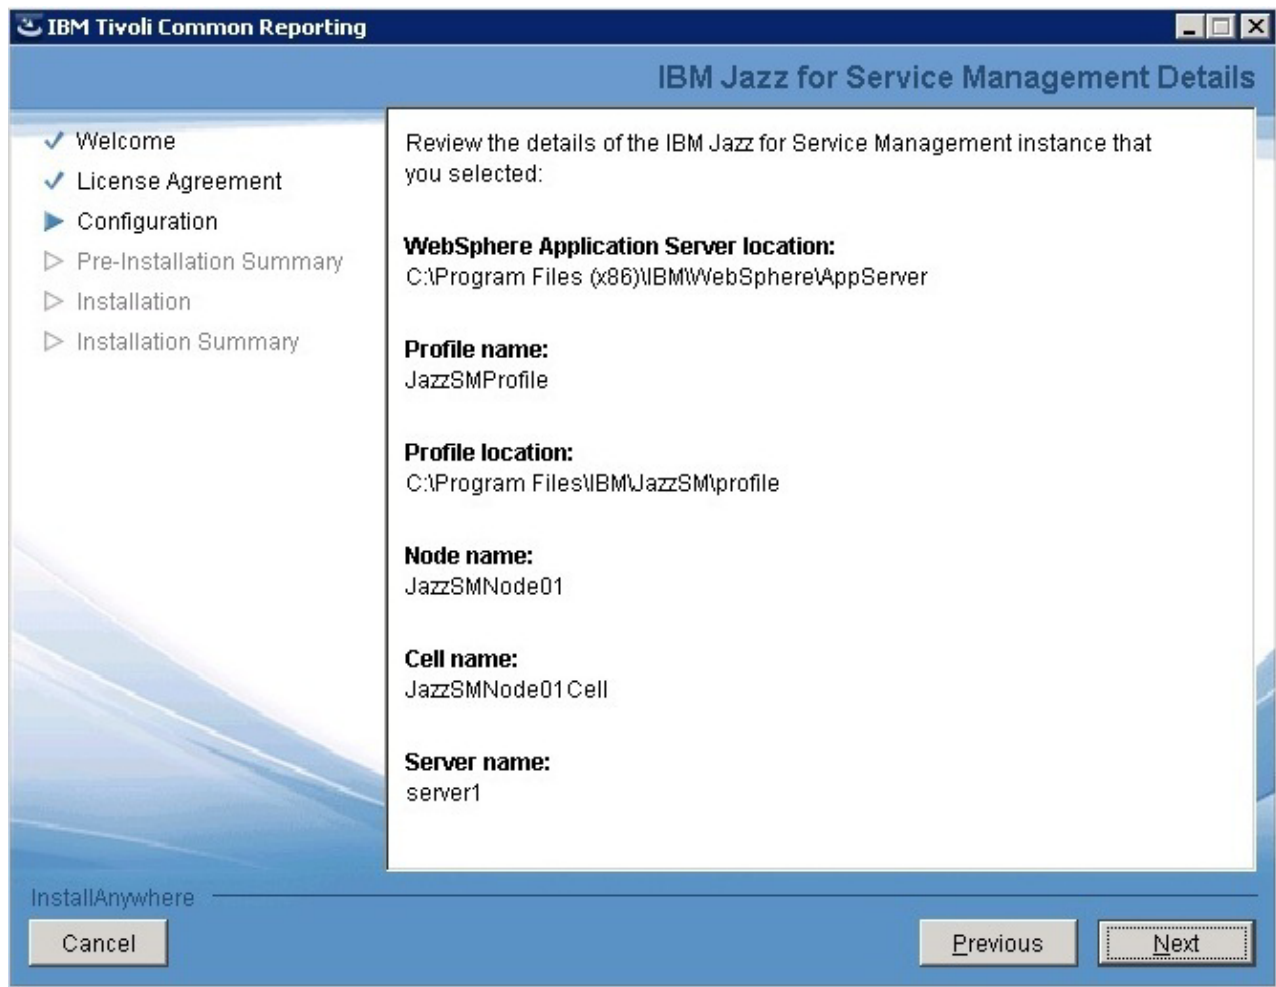 IBM Tivoli Common Reporting
IBM Jazz for Service Management Details
Welcome
License Agreement
Configuration
Pre-Installation Summary
Installation
Installation Summary
Review the details of the IBM Jazz for Service Management instance that
you selected:
WebSphere Application Server location:
C:\Program Files (x86)\IBM\WebSphere\AppServer
Profile name:
JazzSMProfile
Profile location:
C:\Program Files\IBM\JazzSM\profile
Node name:
JazzSMNode01
Cell name:
JazzSMNode01Cell
Server name:
server1
InstallAnywhere
Cancel
Previous
Next